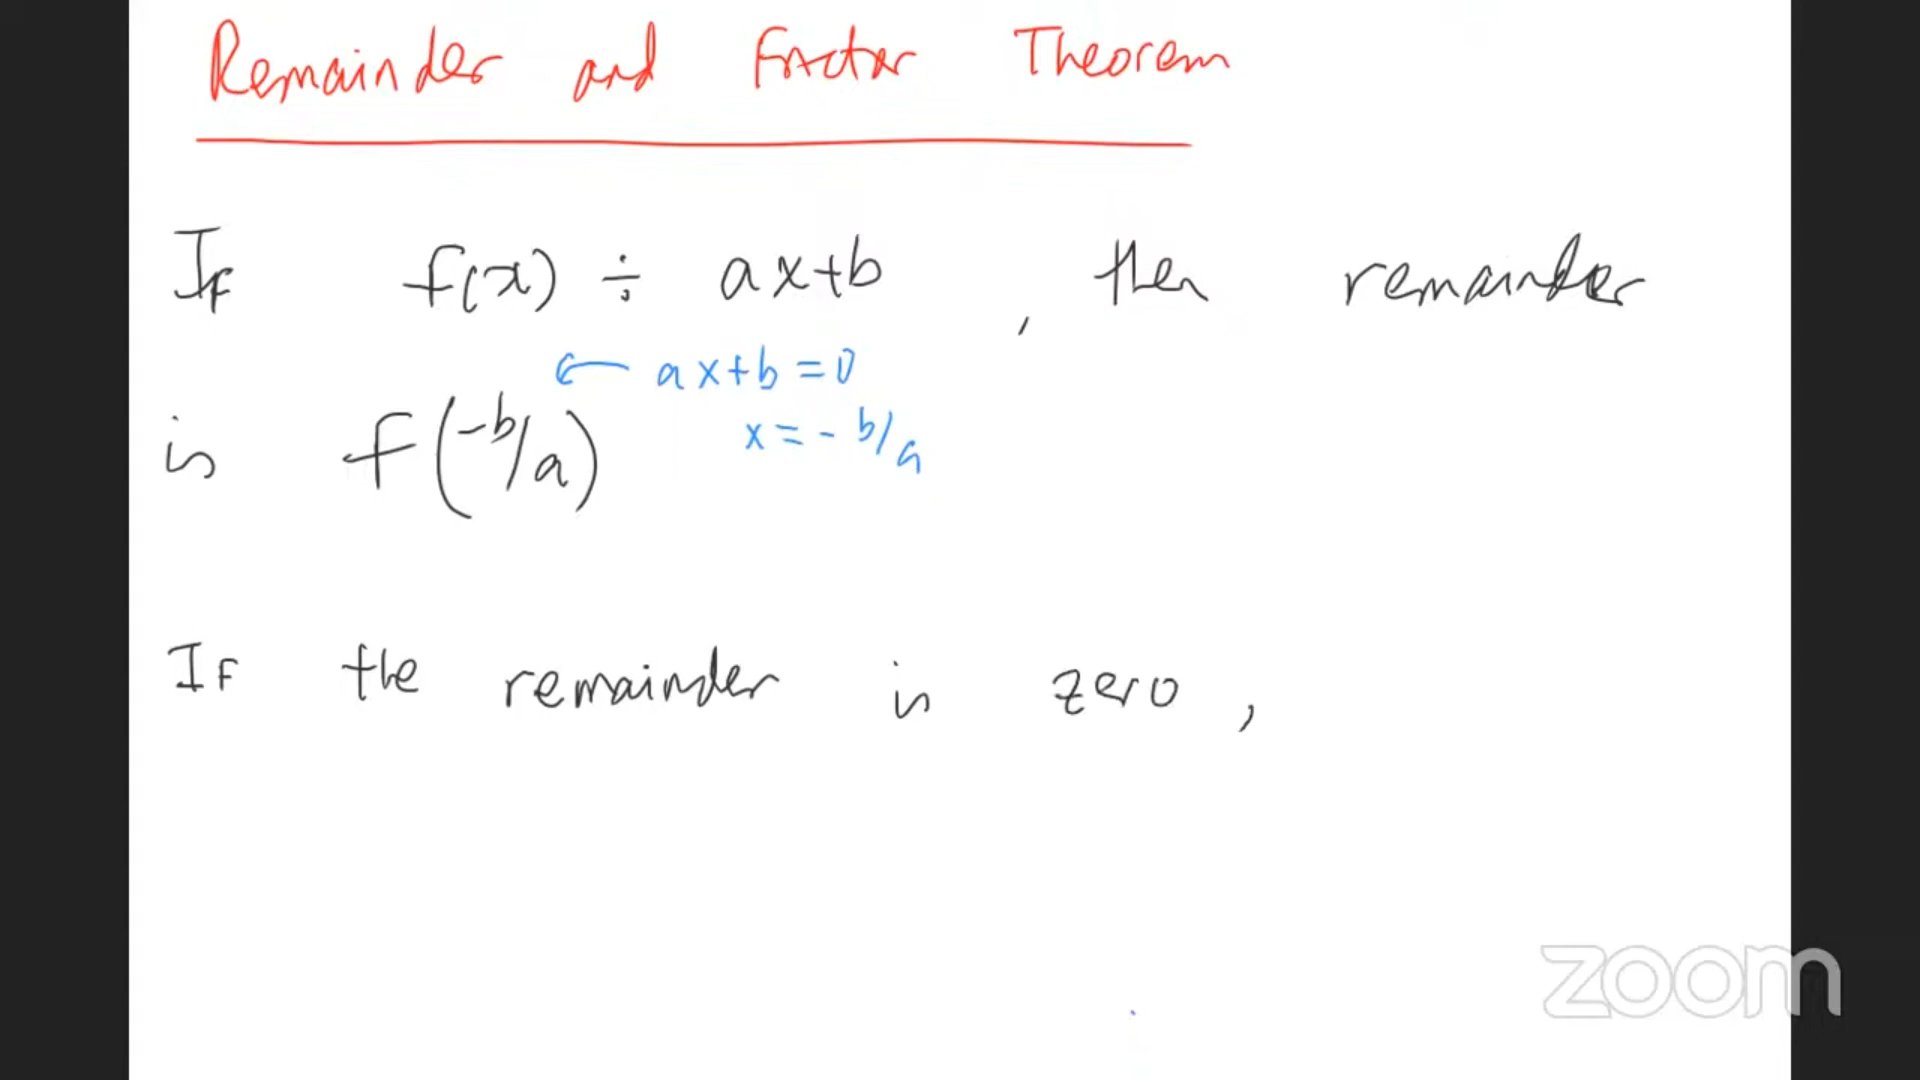 Remainder and Factor Theorem
If f(x) ÷ ax+b , then remainder
← ax+b = 0
is f(-b/a) x = - b/a
If the remainder is zero ,
zoom